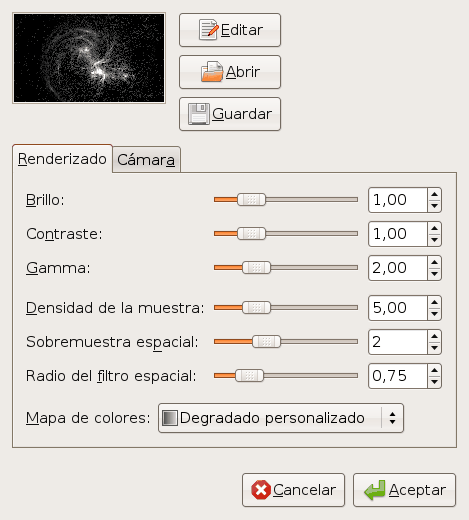 Editar
Abrir
Guardar
Renderizado Cámara
Brillo: 1,00
Contraste: 1,00
Gamma: 2,00
Densidad de la muestra: 5,00
Sobremuestra espacial: 2
Radio del filtro espacial: 0,75
Mapa de colores: Degradado personalizado
Cancelar Aceptar